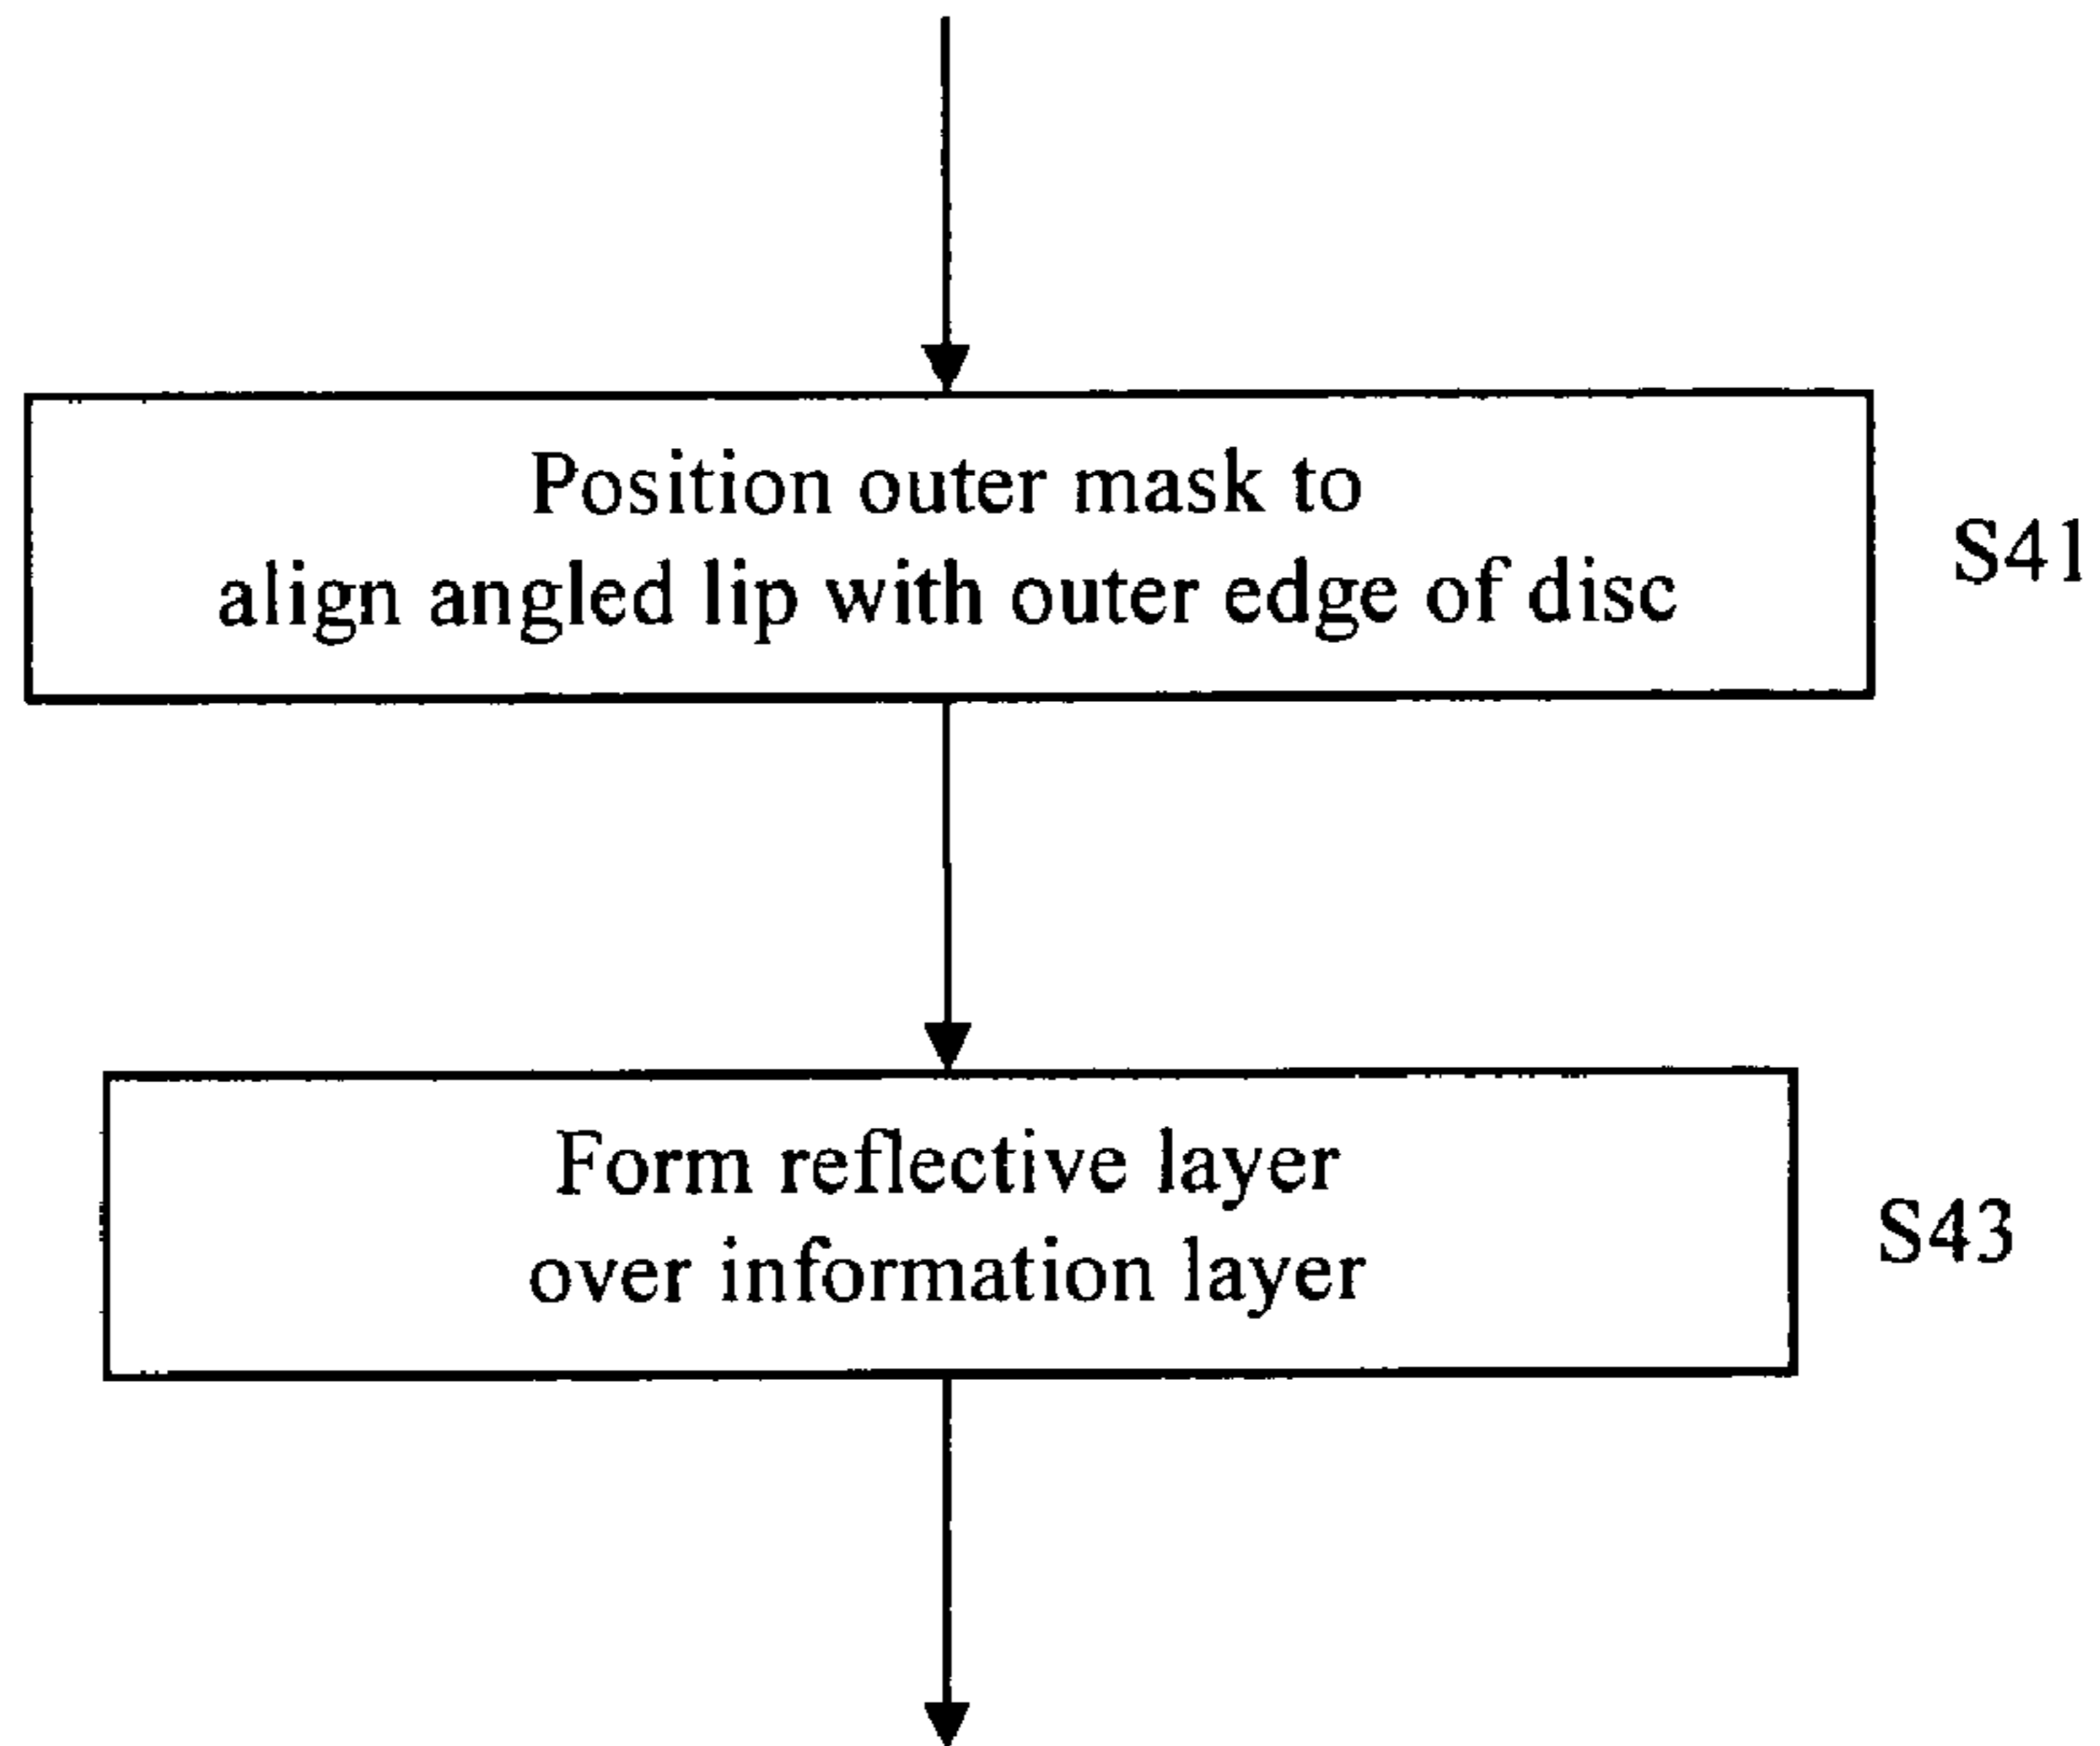 Position outer mask to
align angled lip with outer edge of disc
S41
Form reflective layer
over information layer
S43